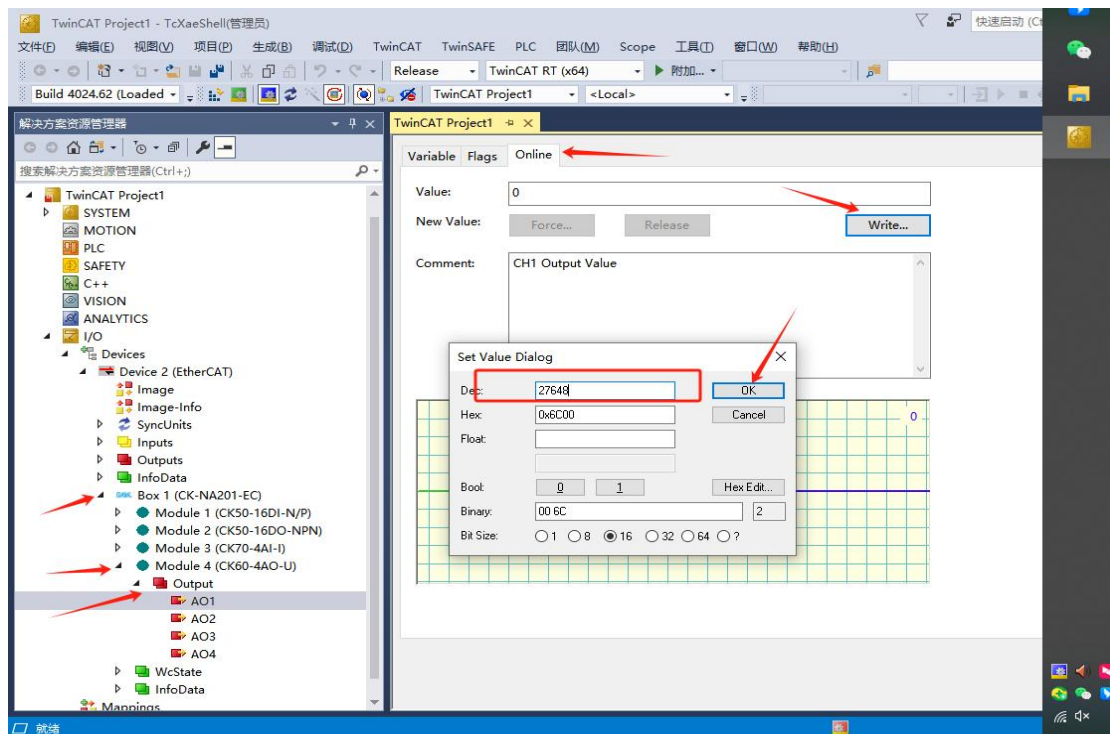 TwinCAT Project1 - TcXaeShell(管理员)
快速启动 (Ct
文件(F) 编辑(E) 视图(V) 项目(P) 生成(B) 调试(D) TwinCAT TwinSAFE PLC 团队(M) Scope 工具(T) 窗口(W) 帮助(H)
Release TwinCAT RT (x64) 附加...
Build 4024.62 (Loaded TwinCAT Project1 <Local>
解决方案资源管理器
搜索解决方案资源管理器(Ctrl+;)
TwinCAT Project1
SYSTEM
MOTION
PLC
SAFETY
C++
VISION
ANALYTICS
I/O
Devices
Device 2 (EtherCAT)
Image
Image-Info
SyncUnits
Inputs
Outputs
InfoData
Box 1 (CK-NA201-EC)
Module 1 (CK50-16DI-N/P)
Module 2 (CK50-16DO-NPN)
Module 3 (CK70-4AI-I)
Module 4 (CK60-4AO-U)
Output
AO1
AO2
AO3
AO4
WcState
InfoData
Mappings
TwinCAT Project1
Variable Flags Online
Value: 0
New Value: Force... Release Write...
Comment: CH1 Output Value
0
Set Value Dialog
Dec: 27648 OK
Hex: 0x6C00 Cancel
Float:
Bool: 0 1 Hex Edit...
Binary: 00 6C 2
Bit Size: 1 8 16 32 64 ?
就绪